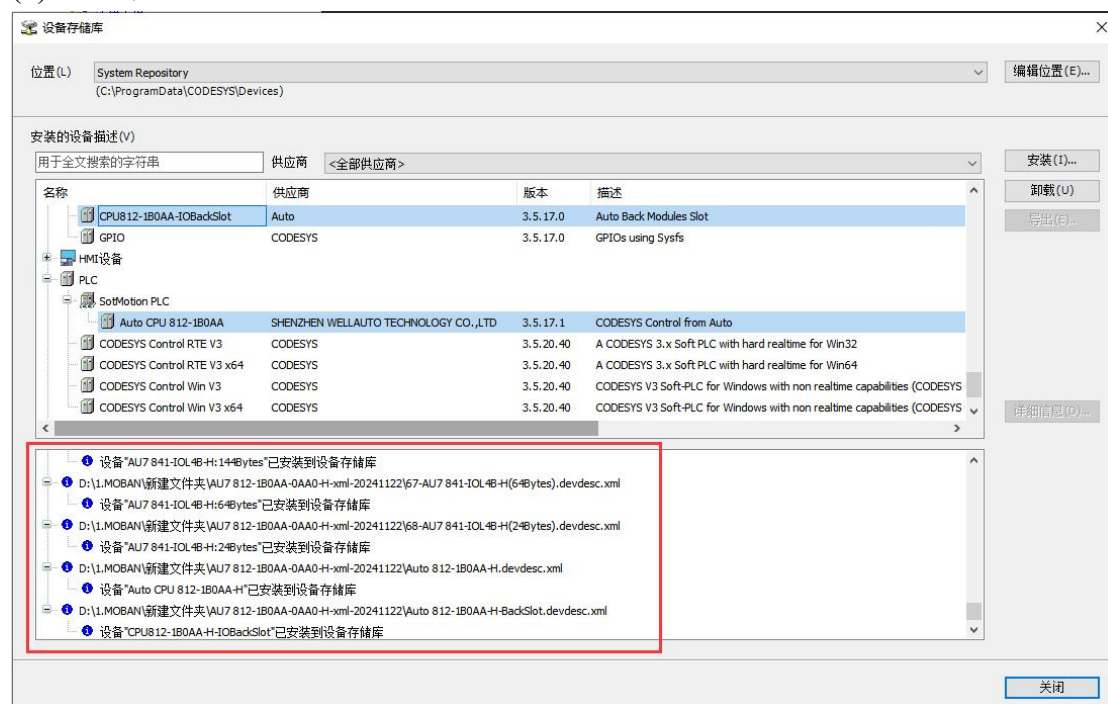 设备存储库
位置(L) System Repository 编辑位置(E)...
(C:\ProgramData\CODESYS\Devices)
安装的设备描述(V)
用于全文搜索的字符串 供应商 <全部供应商> 安装(I)...
名称 供应商 版本 描述 卸载(U)
CPU812-1B0AA-IOBackSlot Auto 3.5.17.0 Auto Back Modules Slot 导出(E)...
GPIO CODESYS 3.5.17.0 GPIOs using Sysfs
HMI设备
PLC
SotMotion PLC
Auto CPU 812-1B0AA SHENZHEN WELLAUTO TECHNOLOGY CO.,LTD 3.5.17.1 CODESYS Control from Auto
CODESYS Control RTE V3 CODESYS 3.5.20.40 A CODESYS 3.x Soft PLC with hard realtime for Win32
CODESYS Control RTE V3 x64 CODESYS 3.5.20.40 A CODESYS 3.x Soft PLC with hard realtime for Win64
CODESYS Control Win V3 CODESYS 3.5.20.40 CODESYS V3 Soft-PLC for Windows with non realtime capabilities (CODESYS
CODESYS Control Win V3 x64 CODESYS 3.5.20.40 CODESYS V3 Soft-PLC for Windows with non realtime capabilities (CODESYS 详细信息(D)...
设备"AU7 841-IOL4B-H:144Bytes"已安装到设备存储库
D:\1.MOBAN\新建文件夹\AU7 812-1B0AA-0AA0-H-xml-20241122\67-AU7 841-IOL4B-H(64Bytes).devdesc.xml
设备"AU7 841-IOL4B-H:64Bytes"已安装到设备存储库
D:\1.MOBAN\新建文件夹\AU7 812-1B0AA-0AA0-H-xml-20241122\68-AU7 841-IOL4B-H(24Bytes).devdesc.xml
设备"AU7 841-IOL4B-H:24Bytes"已安装到设备存储库
D:\1.MOBAN\新建文件夹\AU7 812-1B0AA-0AA0-H-xml-20241122\Auto 812-1B0AA-H.devdesc.xml
设备"Auto CPU 812-1B0AA-H"已安装到设备存储库
D:\1.MOBAN\新建文件夹\AU7 812-1B0AA-0AA0-H-xml-20241122\Auto 812-1B0AA-H-BackSlot.devdesc.xml
设备"CPU812-1B0AA-H-IOBackSlot"已安装到设备存储库
关闭